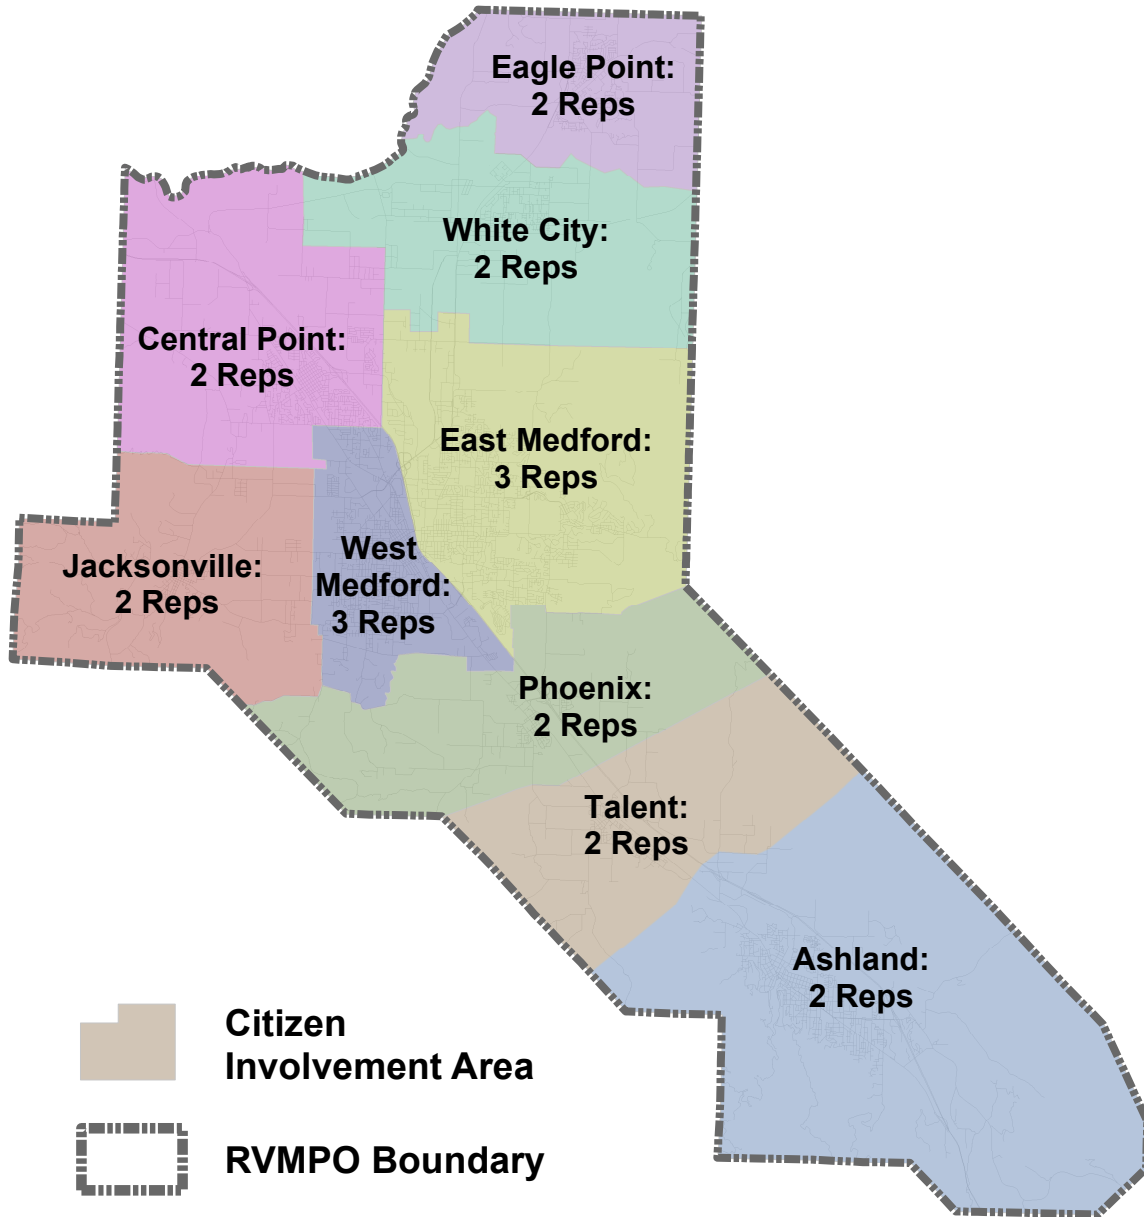 Eagle Point:
2 Reps
White City:
2 Reps
Central Point:
2 Reps
East Medford:
3 Reps
Jacksonville:
2 Reps
West
Medford:
3 Reps
Phoenix:
2 Reps
Talent:
2 Reps
Ashland:
2 Reps
Citizen
Involvement Area
RVMPO Boundary